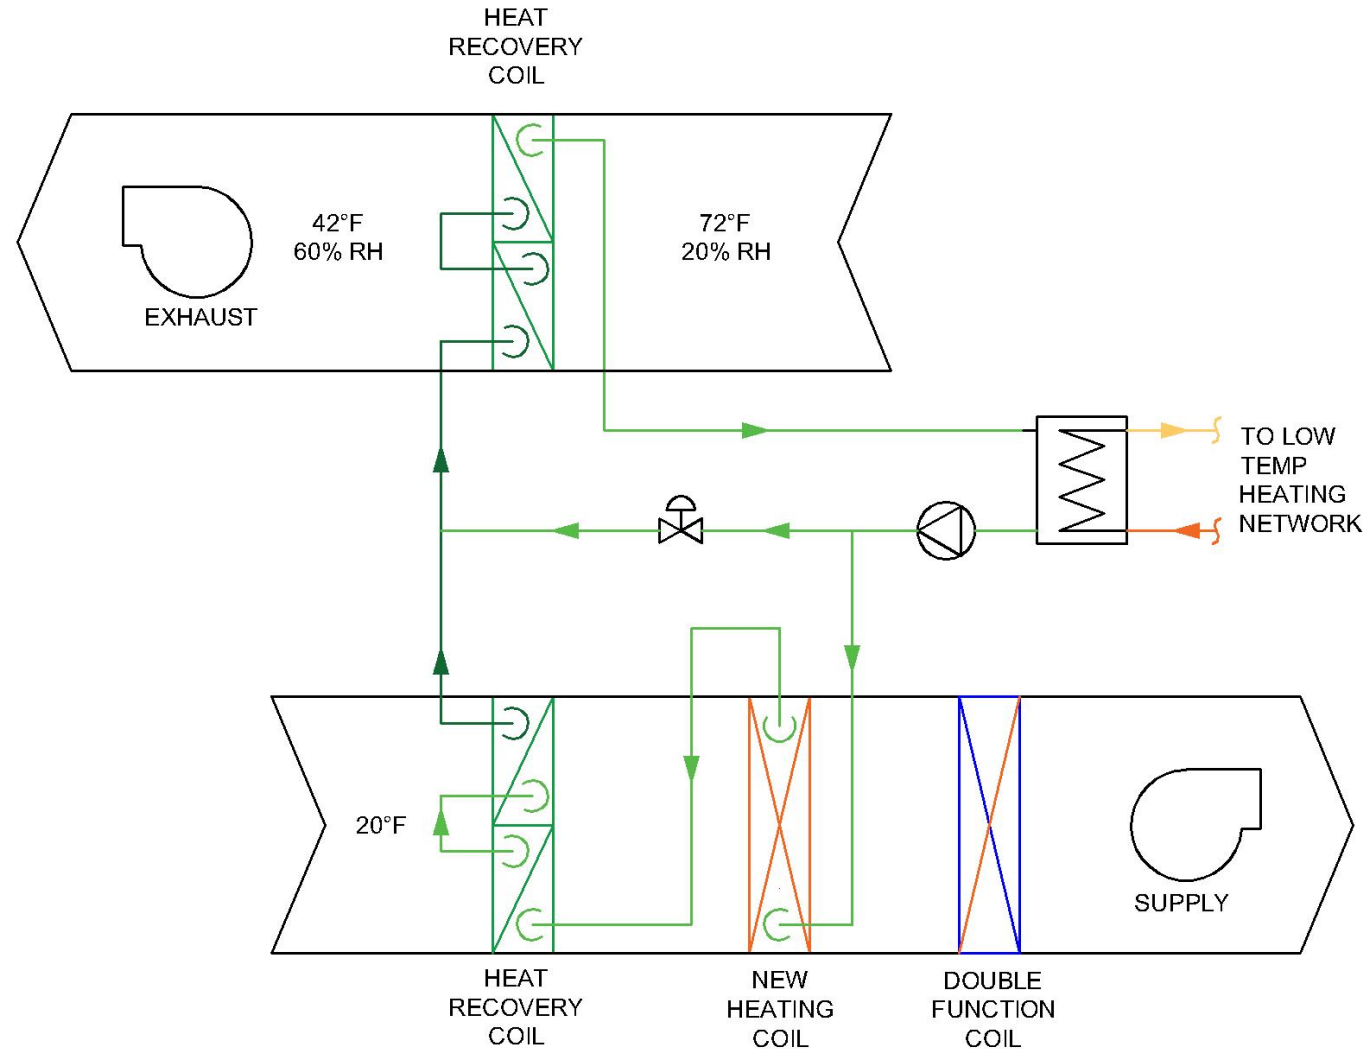 HEAT
RECOVERY
COIL
42°F
60% RH
72°F
20% RH
EXHAUST
TO LOW
TEMP
HEATING
NETWORK
20°F
SUPPLY
HEAT
RECOVERY
COIL
NEW
HEATING
COIL
DOUBLE
FUNCTION
COIL